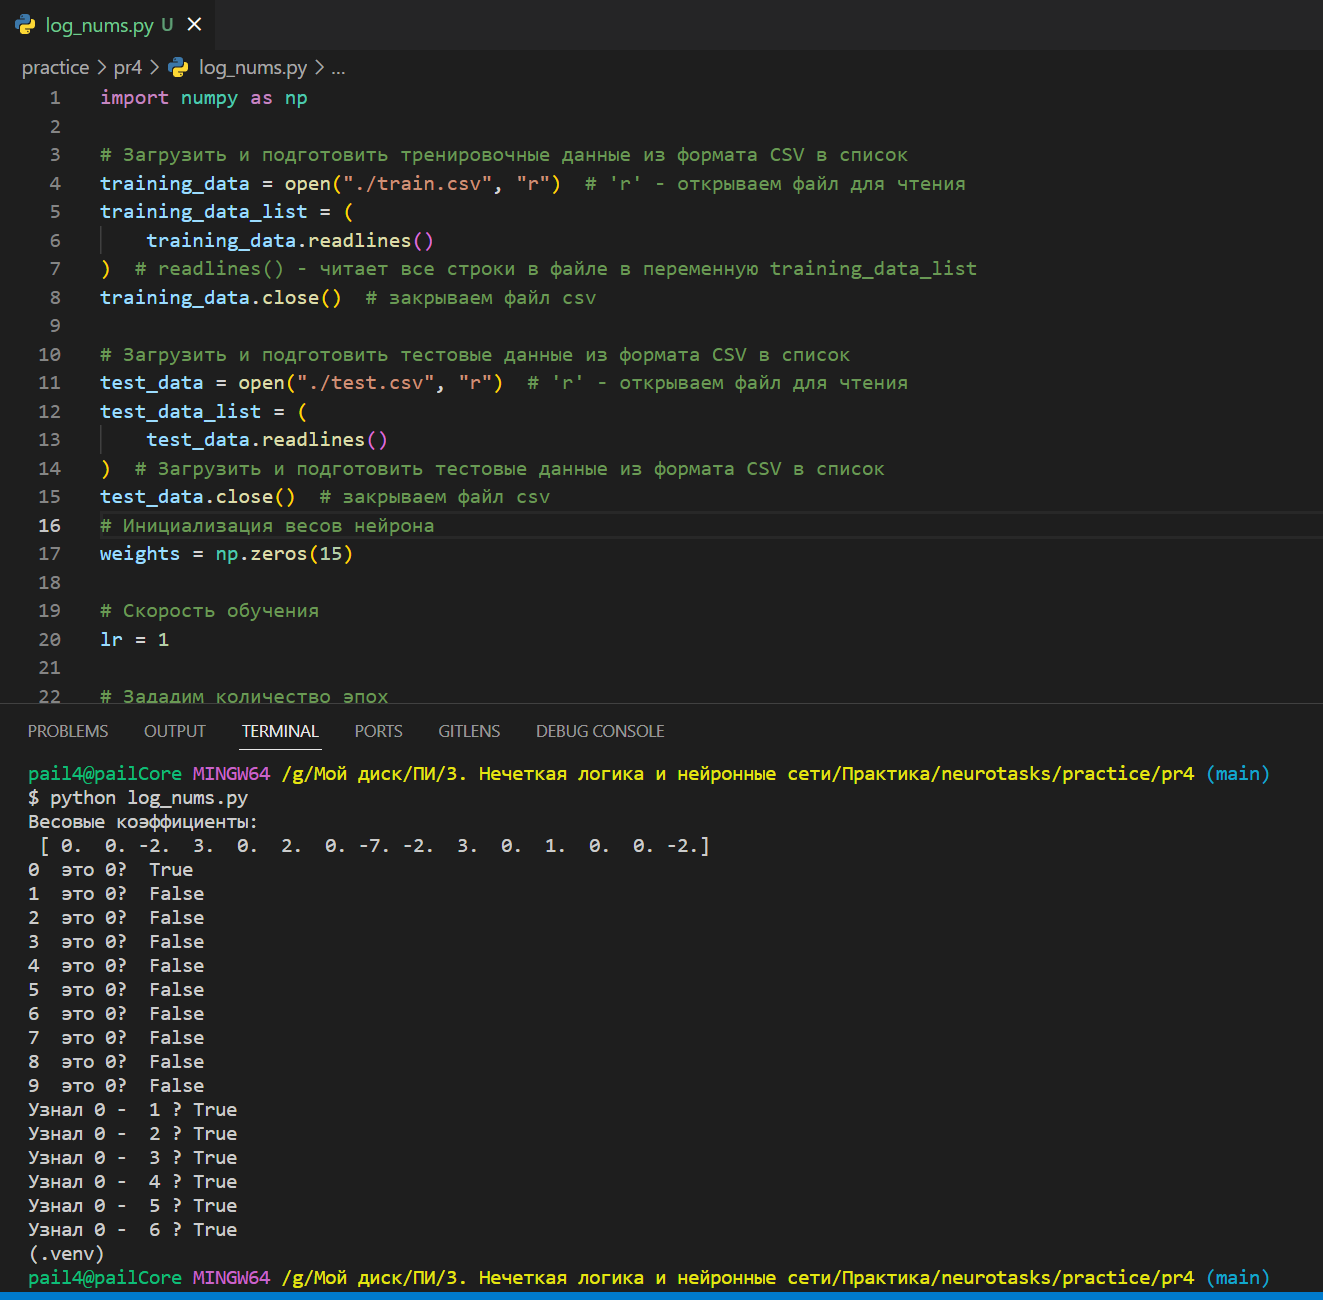 log_nums.py U ×
practice > pr4 > log_nums.py > ...
1 import numpy as np
2
3 # Загрузить и подготовить тренировочные данные из формата CSV в список
4 training_data = open("./train.csv", "r")  # 'r' - открываем файл для чтения
5 training_data_list = (
6     training_data.readlines()
7 )  # readlines() - читает все строки в файле в переменную training_data_list
8 training_data.close()  # закрываем файл csv
9
10 # Загрузить и подготовить тестовые данные из формата CSV в список
11 test_data = open("./test.csv", "r")  # 'r' - открываем файл для чтения
12 test_data_list = (
13     test_data.readlines()
14 )  # Загрузить и подготовить тестовые данные из формата CSV в список
15 test_data.close()  # закрываем файл csv
16 # Инициализация весов нейрона
17 weights = np.zeros(15)
18
19 # Скорость обучения
20 lr = 1
21
22 # Зададим количество эпох
PROBLEMS OUTPUT TERMINAL PORTS GITLENS DEBUG CONSOLE
pail4@pailCore MINGW64 /g/Мой диск/ПИ/3. Нечеткая логика и нейронные сети/Практика/neurotasks/practice/pr4 (main)
$ python log_nums.py
Весовые коэффициенты:
 [ 0.  0. -2.  3.  0.  2.  0. -7. -2.  3.  0.  1.  0.  0. -2.]
0  это 0?  True
1  это 0?  False
2  это 0?  False
3  это 0?  False
4  это 0?  False
5  это 0?  False
6  это 0?  False
7  это 0?  False
8  это 0?  False
9  это 0?  False
Узнал 0 -  1 ? True
Узнал 0 -  2 ? True
Узнал 0 -  3 ? True
Узнал 0 -  4 ? True
Узнал 0 -  5 ? True
Узнал 0 -  6 ? True
(.venv)
pail4@pailCore MINGW64 /g/Мой диск/ПИ/3. Нечеткая логика и нейронные сети/Практика/neurotasks/practice/pr4 (main)